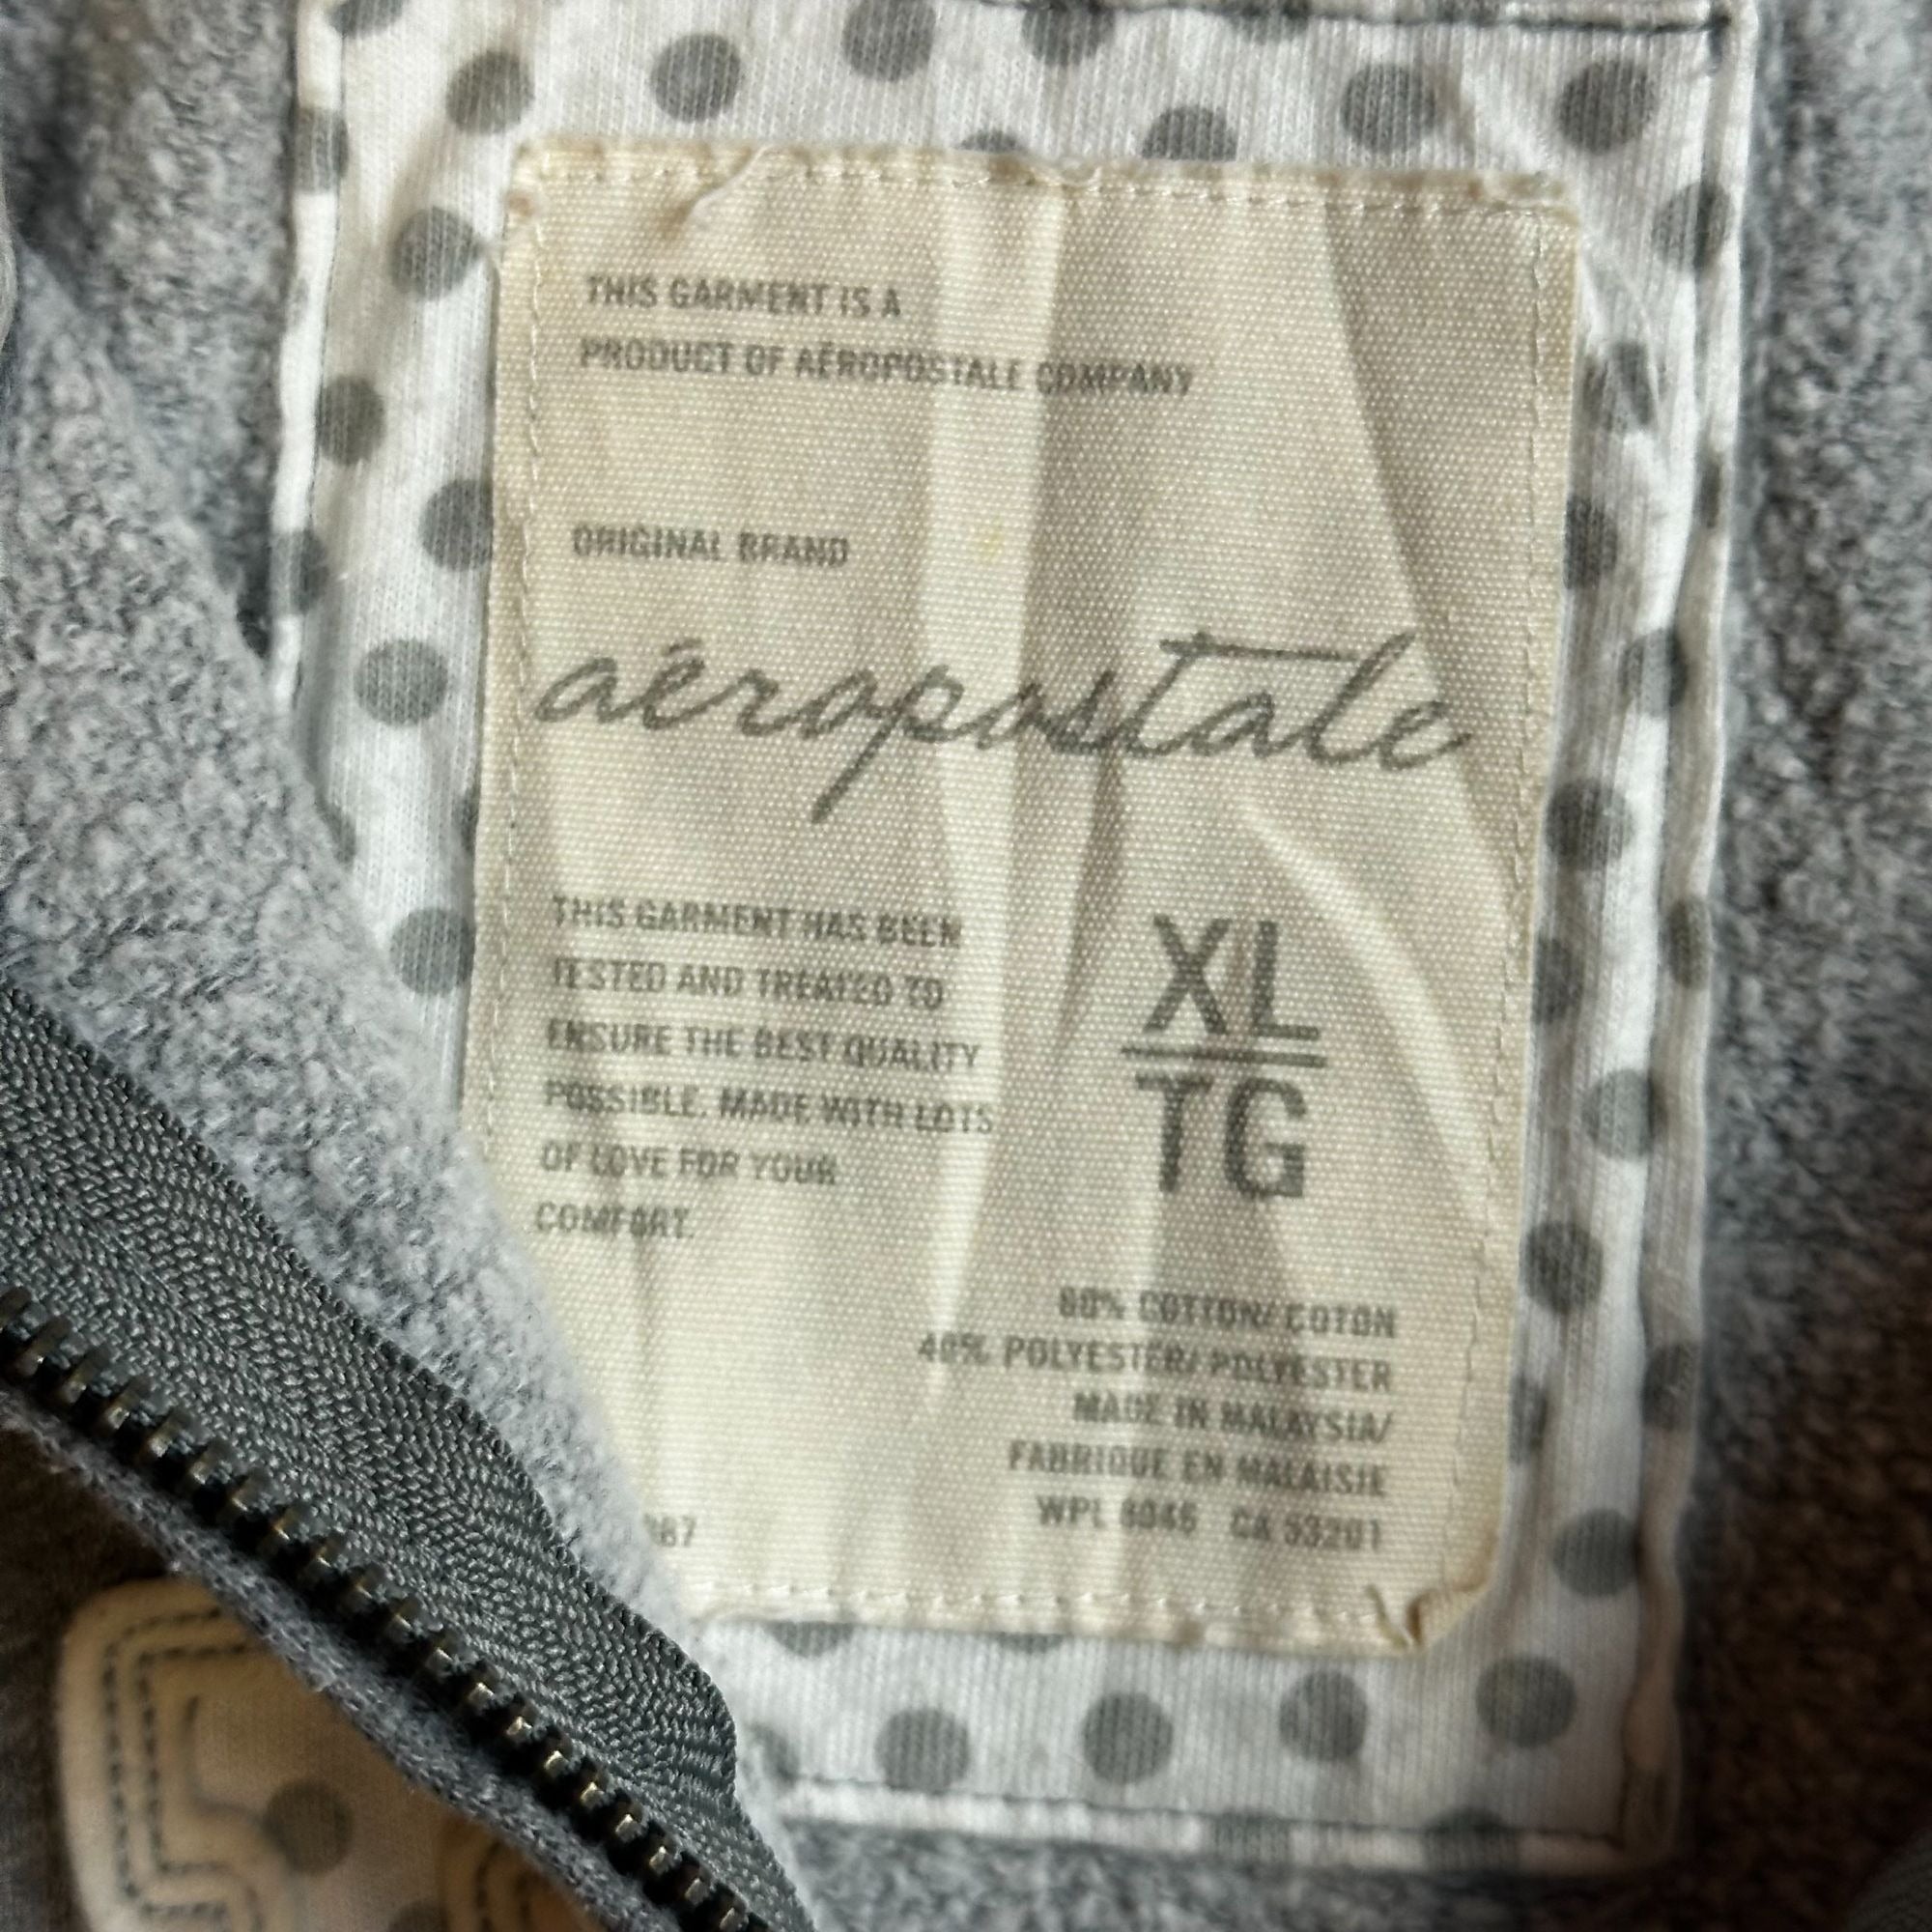 THIS GARMENT IS A
PRODUCT OF AÉROPOSTALE COMPANY
ORIGINAL BRAND
aéropostale
THIS GARMENT HAS BEEN
TESTED AND TREATED TO
ENSURE THE BEST QUALITY
POSSIBLE. MADE WITH LOTS
OF LOVE FOR YOUR
COMFORT.
XL
TG
60% COTTON/ COTON
40% POLYESTER/ POLYESTER
MADE IN MALAYSIA/
FABRIQUE EN MALAISIE
WPL 8046 CA 53201